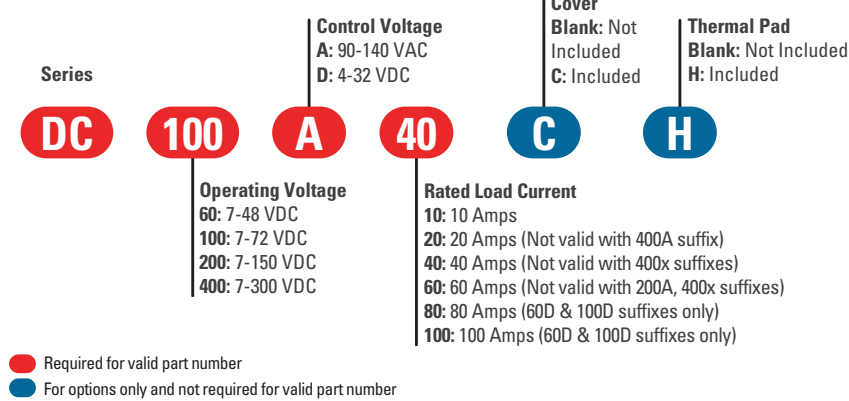 Cover
Control Voltage
A: 90-140 VAC
D: 4-32 VDC
Blank: Not
Included
C: Included
Thermal Pad
Blank: Not Included
H: Included
Series
DC 100 A 40 C H
Operating Voltage
60: 7-48 VDC
100: 7-72 VDC
200: 7-150 VDC
400: 7-300 VDC
Rated Load Current
10: 10 Amps
20: 20 Amps (Not valid with 400A suffix)
40: 40 Amps (Not valid with 400x suffixes)
60: 60 Amps (Not valid with 200A, 400x suffixes)
80: 80 Amps (60D & 100D suffixes only)
100: 100 Amps (60D & 100D suffixes only)
Required for valid part number
For options only and not required for valid part number